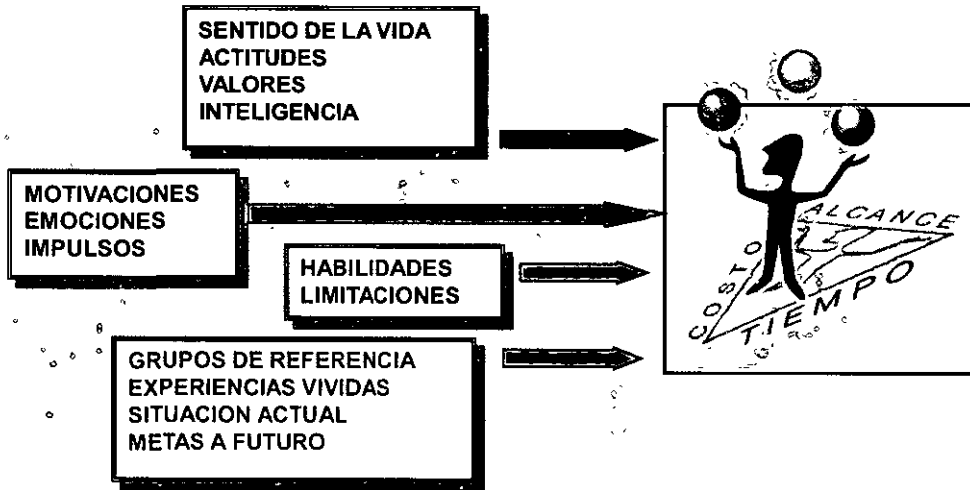 SENTIDO DE LA VIDA
ACTITUDES
VALORES
INTELIGENCIA
MOTIVACIONES
EMOCIONES
IMPULSOS
HABILIDADES
LIMITACIONES
GRUPOS DE REFERENCIA
EXPERIENCIAS VIVIDAS
SITUACION ACTUAL
METAS A FUTURO
ALCANCE
COSTO
TIEMPO